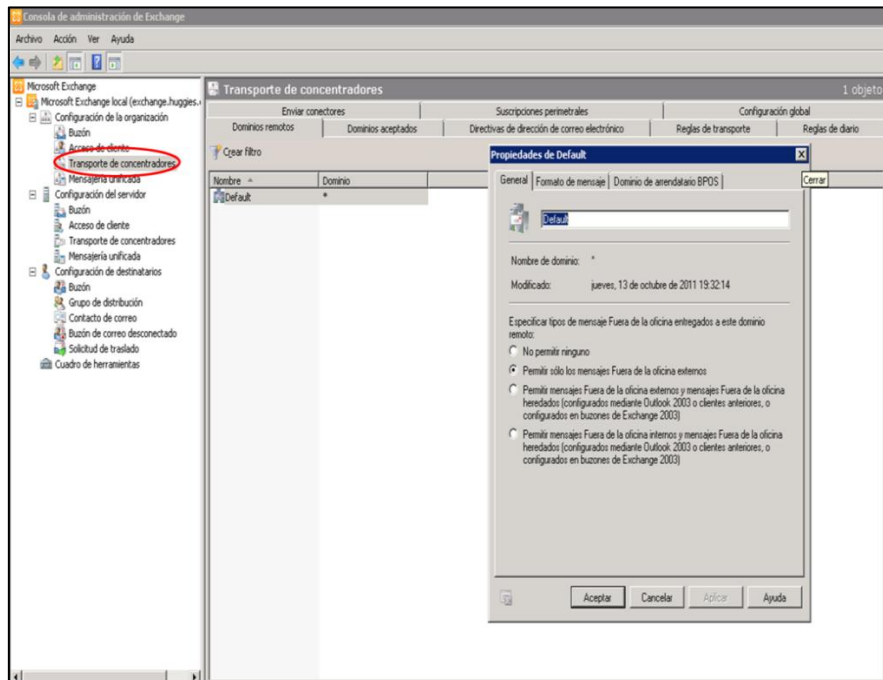 Consola de administración de Exchange
Archivo Acción Ver Ayuda
Microsoft Exchange
Microsoft Exchange local (exchange.huggies.
Configuración de la organización
Buzón
Acceso de cliente
Transporte de concentradores
Mensajería unificada
Configuración del servidor
Buzón
Acceso de cliente
Transporte de concentradores
Mensajería unificada
Configuración de destinatarios
Buzón
Grupo de distribución
Contacto de correo
Buzón de correo desconectado
Solicitud de traslado
Cuadro de herramientas
Transporte de concentradores 1 objeto
Enviar conectores Suscripciones perimetrales Configuración global
Dominios remotos Dominios aceptados Directivas de dirección de correo electrónico Reglas de transporte Reglas de diario
Crear filtro
Nombre Dominio
Default *
Propiedades de Default
Cerrar
General Formato de mensaje Dominio de arrendatario BPOS
Default
Nombre de dominio: *
Modificado: jueves, 13 de octubre de 2011 19:32:14
Especificar tipos de mensaje Fuera de la oficina entregados a este dominio
remoto:
No permitir ninguno
Permitir sólo los mensajes Fuera de la oficina externos
Permitir mensajes Fuera de la oficina externos y mensajes Fuera de la oficina
heredados (configurados mediante Outlook 2003 o clientes anteriores, o
configurados en buzones de Exchange 2003)
Permitir mensajes Fuera de la oficina internos y mensajes Fuera de la oficina
heredados (configurados mediante Outlook 2003 o clientes anteriores, o
configurados en buzones de Exchange 2003)
Aceptar Cancelar Aplicar Ayuda